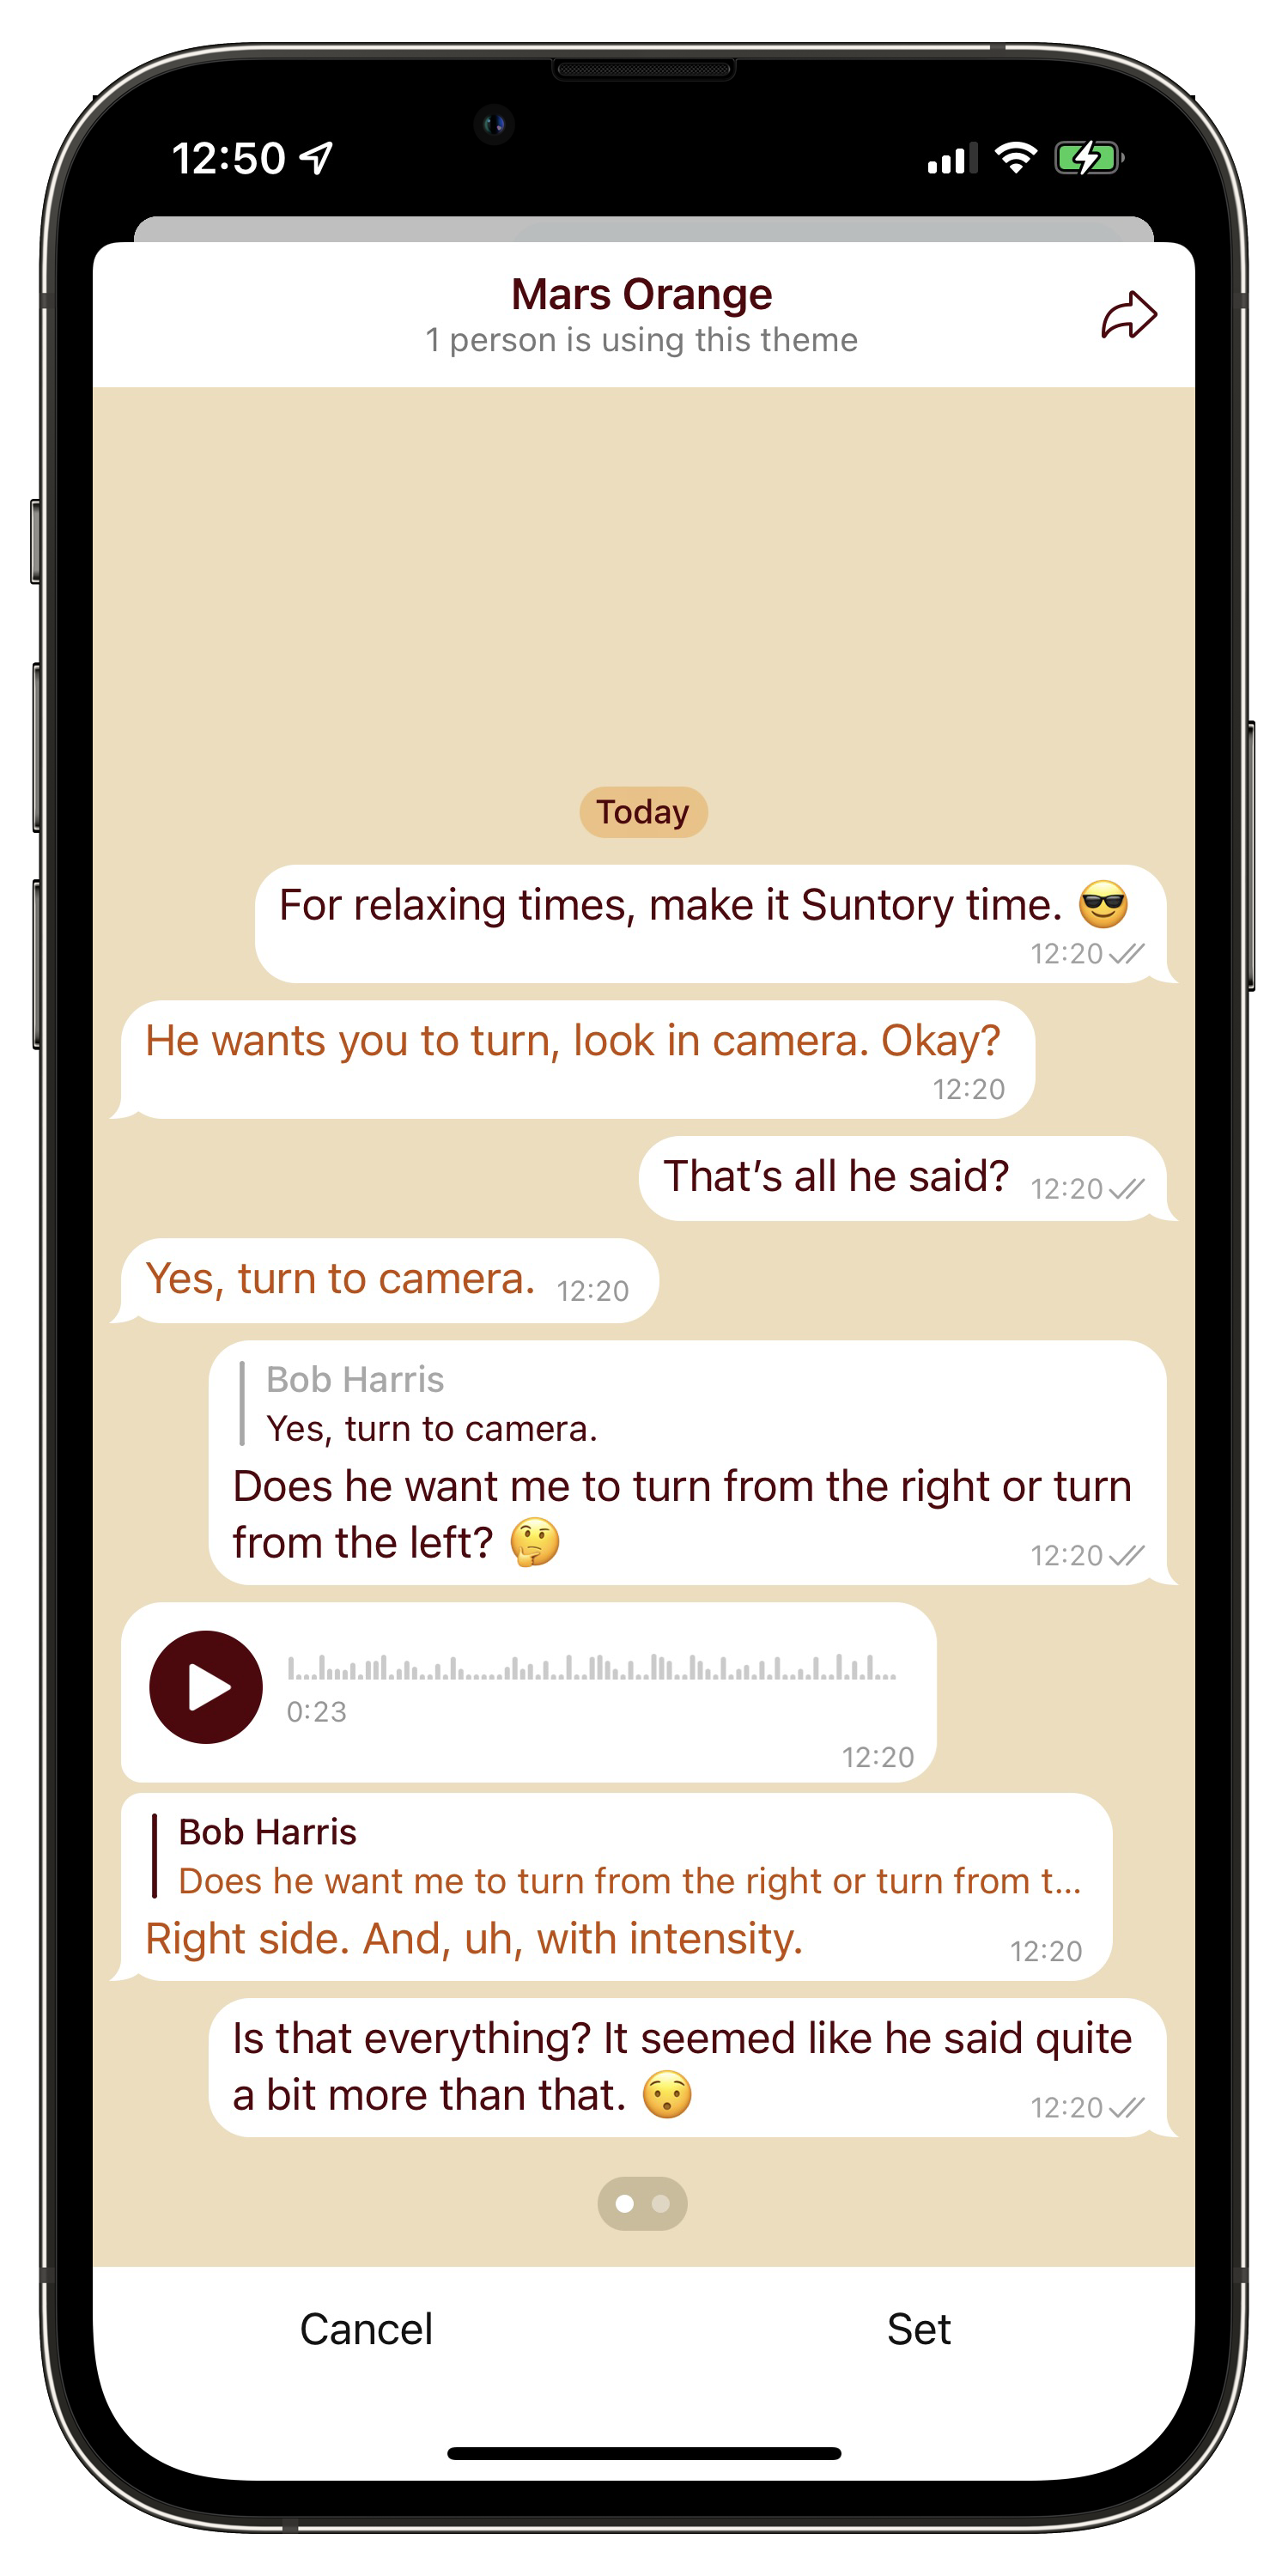 12:50
Mars Orange
1 person is using this theme
Today
For relaxing times, make it Suntory time. 😎
12:20
He wants you to turn, look in camera. Okay?
12:20
That’s all he said? 12:20
Yes, turn to camera. 12:20
Bob Harris
Yes, turn to camera.
Does he want me to turn from the right or turn
from the left? 🤔 12:20
0:23
12:20
Bob Harris
Does he want me to turn from the right or turn from t...
Right side. And, uh, with intensity. 12:20
Is that everything? It seemed like he said quite
a bit more than that. 😯 12:20
Cancel Set